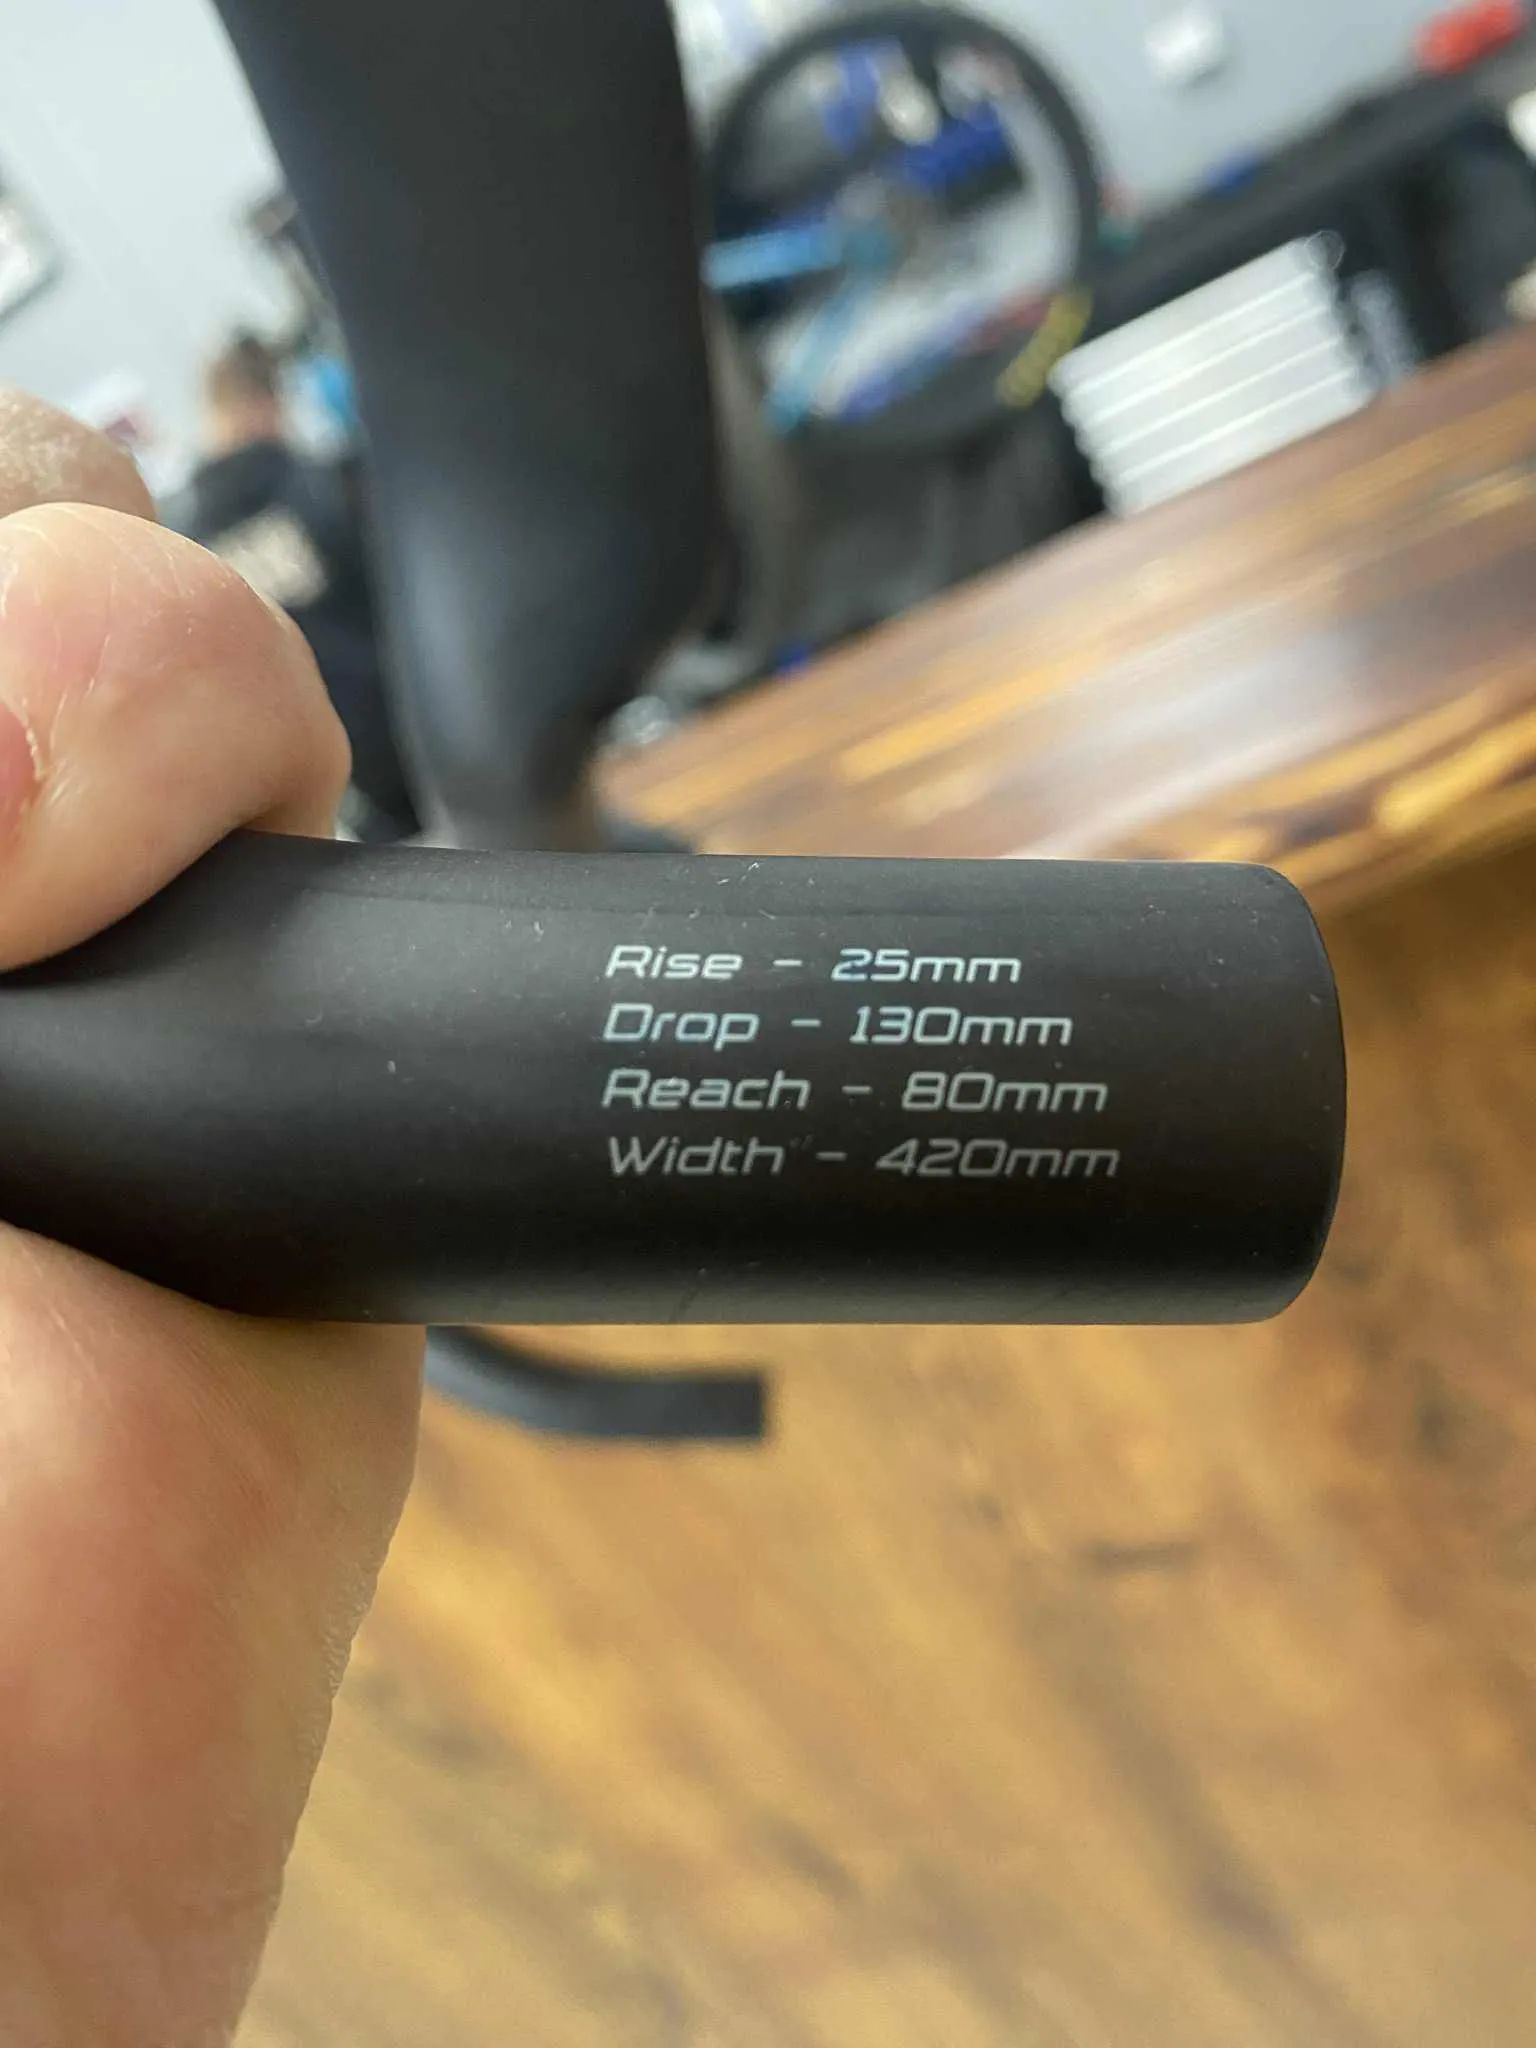 Rise - 25mm
Drop - 130mm
Reach - 80mm
Width - 420mm